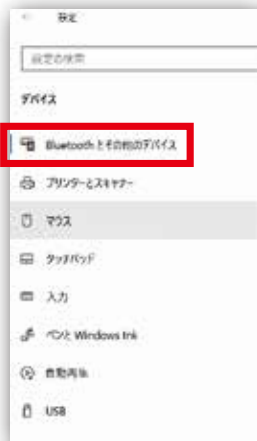 設定
設定の検索
デバイス
Bluetooth とその他のデバイス
プリンターとスキャナー
マウス
タッチパッド
入力
ペンと Windows Ink
自動再生
USB